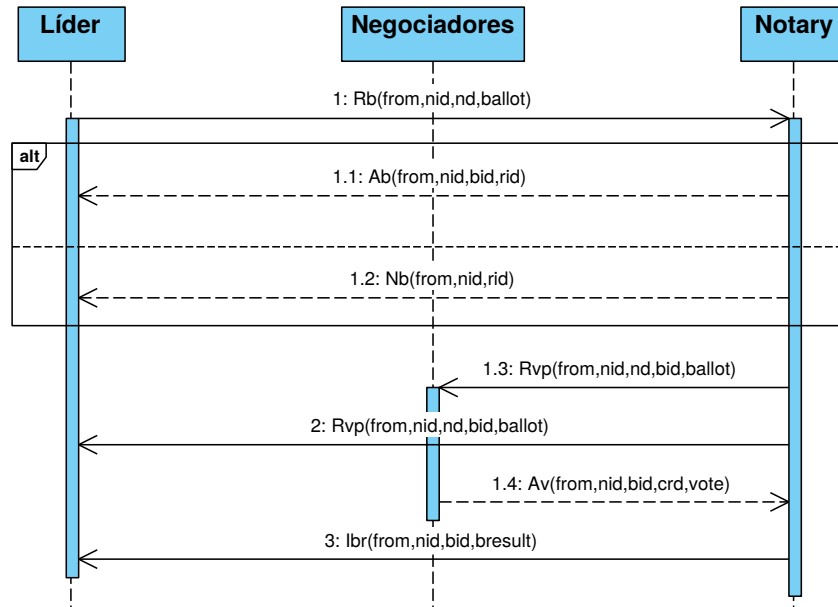 Líder
Negociadores
Notary
1: Rb(from,nid,nd,ballot)
alt
1.1: Ab(from,nid,bid,rid)
1.2: Nb(from,nid,rid)
1.3: Rvp(from,nid,nd,bid,ballot)
2: Rvp(from,nid,nd,bid,ballot)
1.4: Av(from,nid,bid,crd,vote)
3: Ibr(from,nid,bid,bresult)